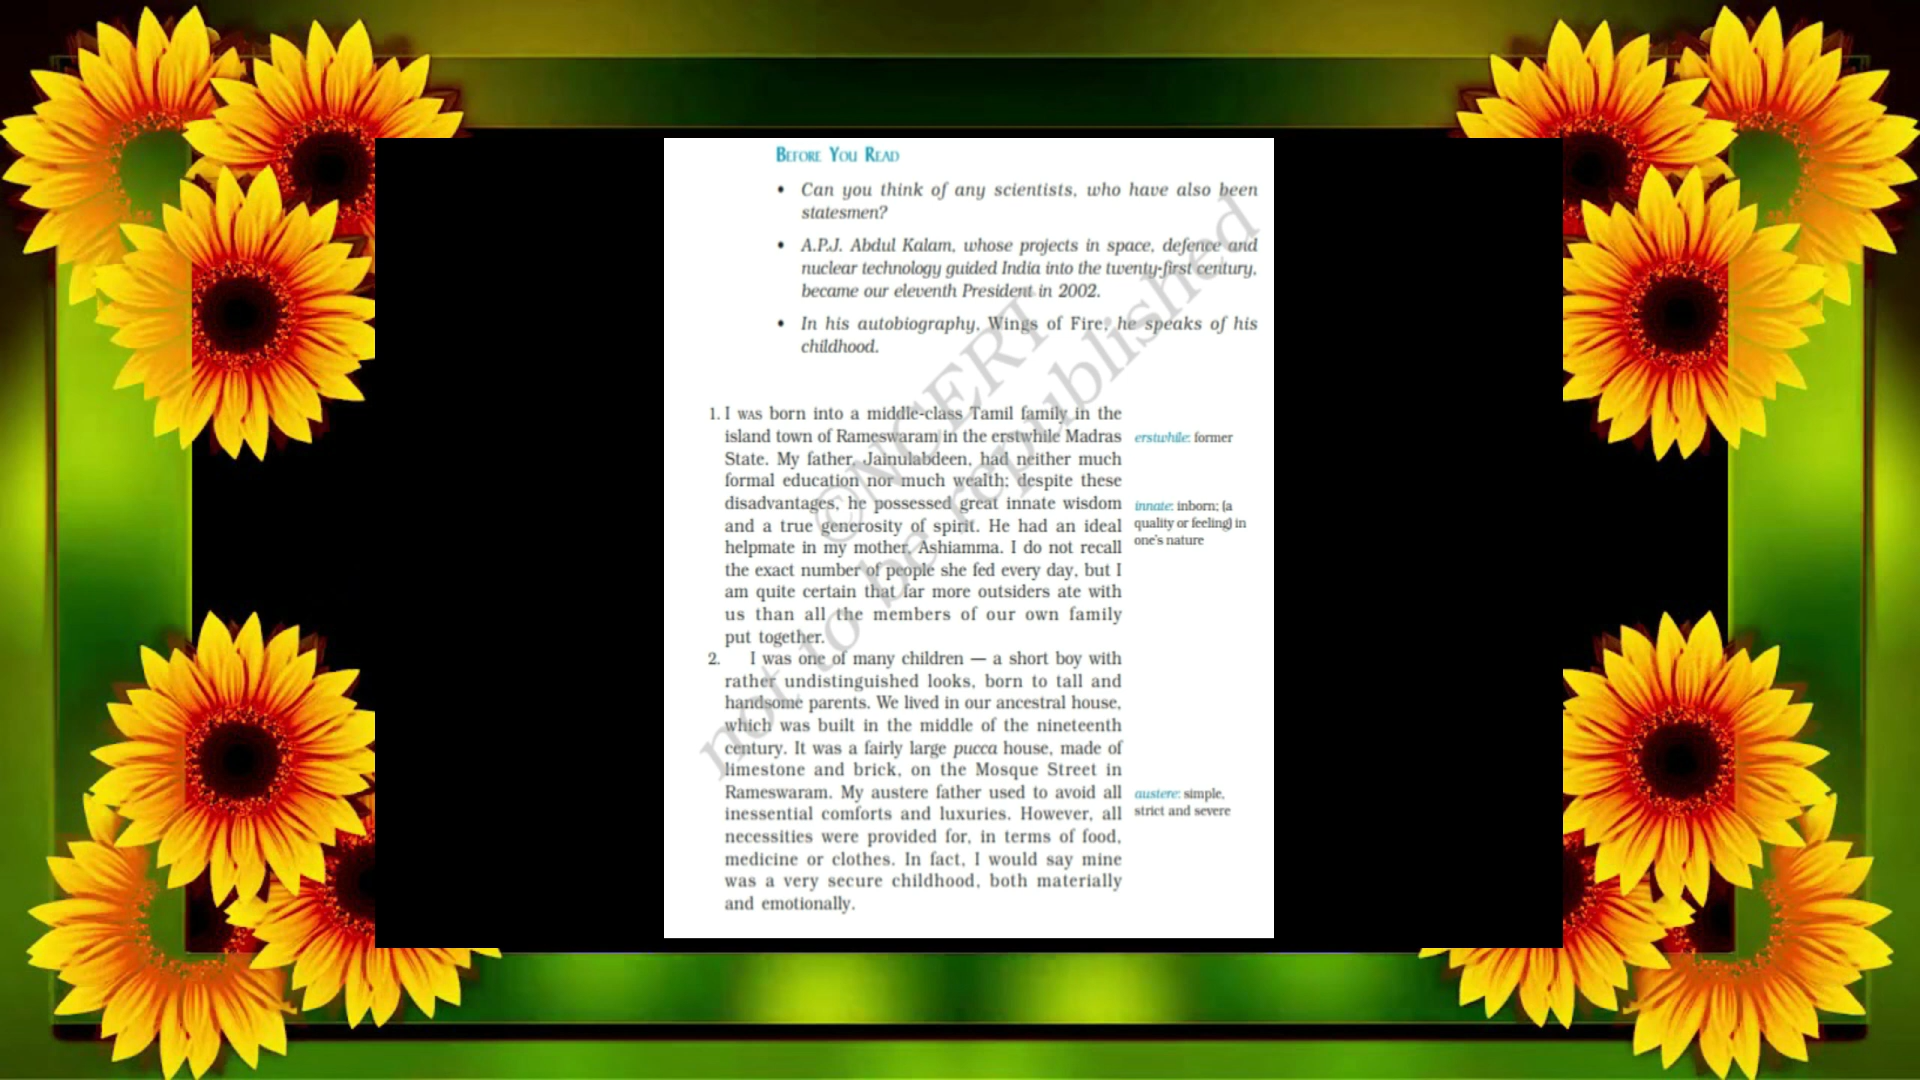 BEFORE YOU READ
• Can you think of any scientists, who have also been
statesmen?
• A.P.J. Abdul Kalam, whose projects in space, defence and
nuclear technology guided India into the twenty-first century,
became our eleventh President in 2002.
• In his autobiography, Wings of Fire, he speaks of his
childhood.
1. I WAS born into a middle-class Tamil family in the
island town of Rameswaram in the erstwhile Madras
erstwhile: former
State. My father, Jainulabdeen, had neither much
formal education nor much wealth; despite these
disadvantages, he possessed great innate wisdom
innate: inborn; (a
and a true generosity of spirit. He had an ideal
quality or feeling) in
helpmate in my mother, Ashiamma. I do not recall
one's nature
the exact number of people she fed every day, but I
am quite certain that far more outsiders ate with
us than all the members of our own family
put together.
2. I was one of many children — a short boy with
rather undistinguished looks, born to tall and
handsome parents. We lived in our ancestral house,
which was built in the middle of the nineteenth
century. It was a fairly large pucca house, made of
limestone and brick, on the Mosque Street in
Rameswaram. My austere father used to avoid all
austere: simple,
inessential comforts and luxuries. However, all
strict and severe
necessities were provided for, in terms of food,
medicine or clothes. In fact, I would say mine
was a very secure childhood, both materially
and emotionally.
©NCERT
not to be republished